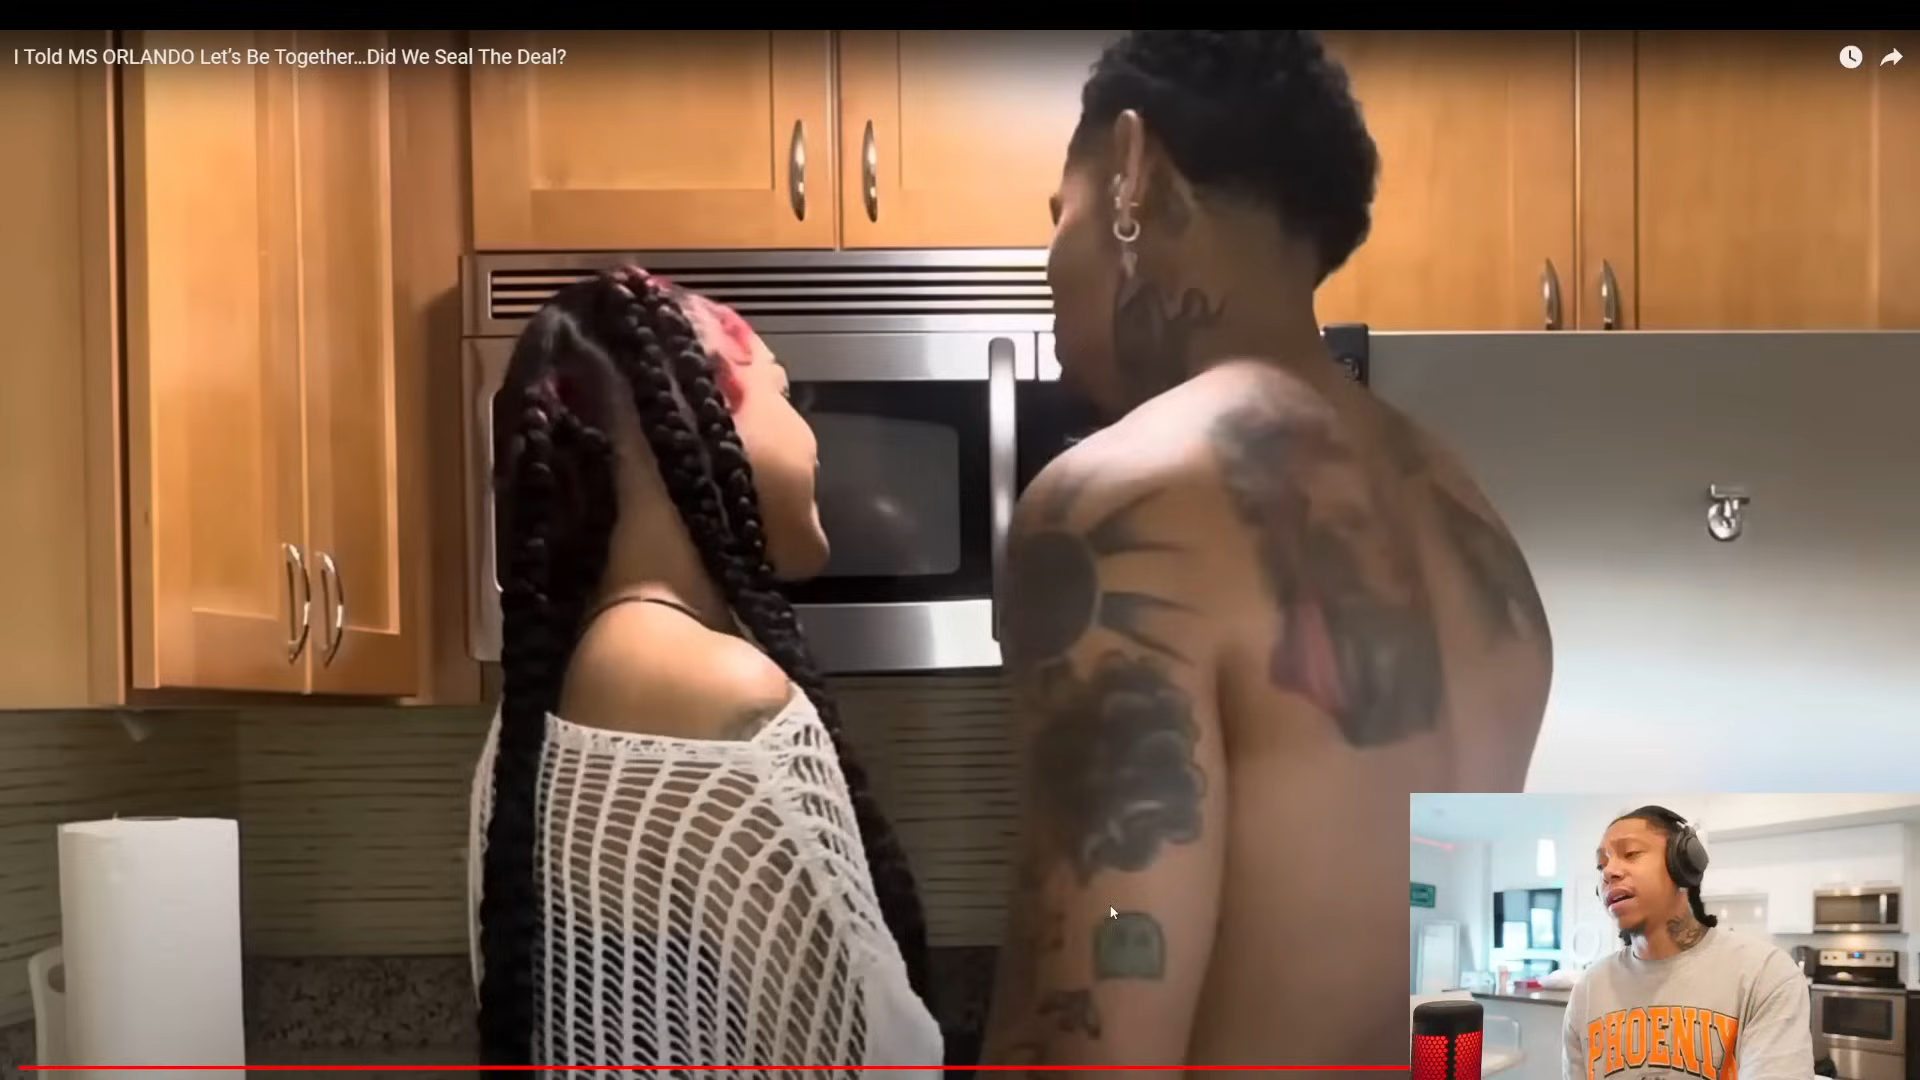 I Told MS ORLANDO Let’s Be Together...Did We Seal The Deal?
PHOENIX